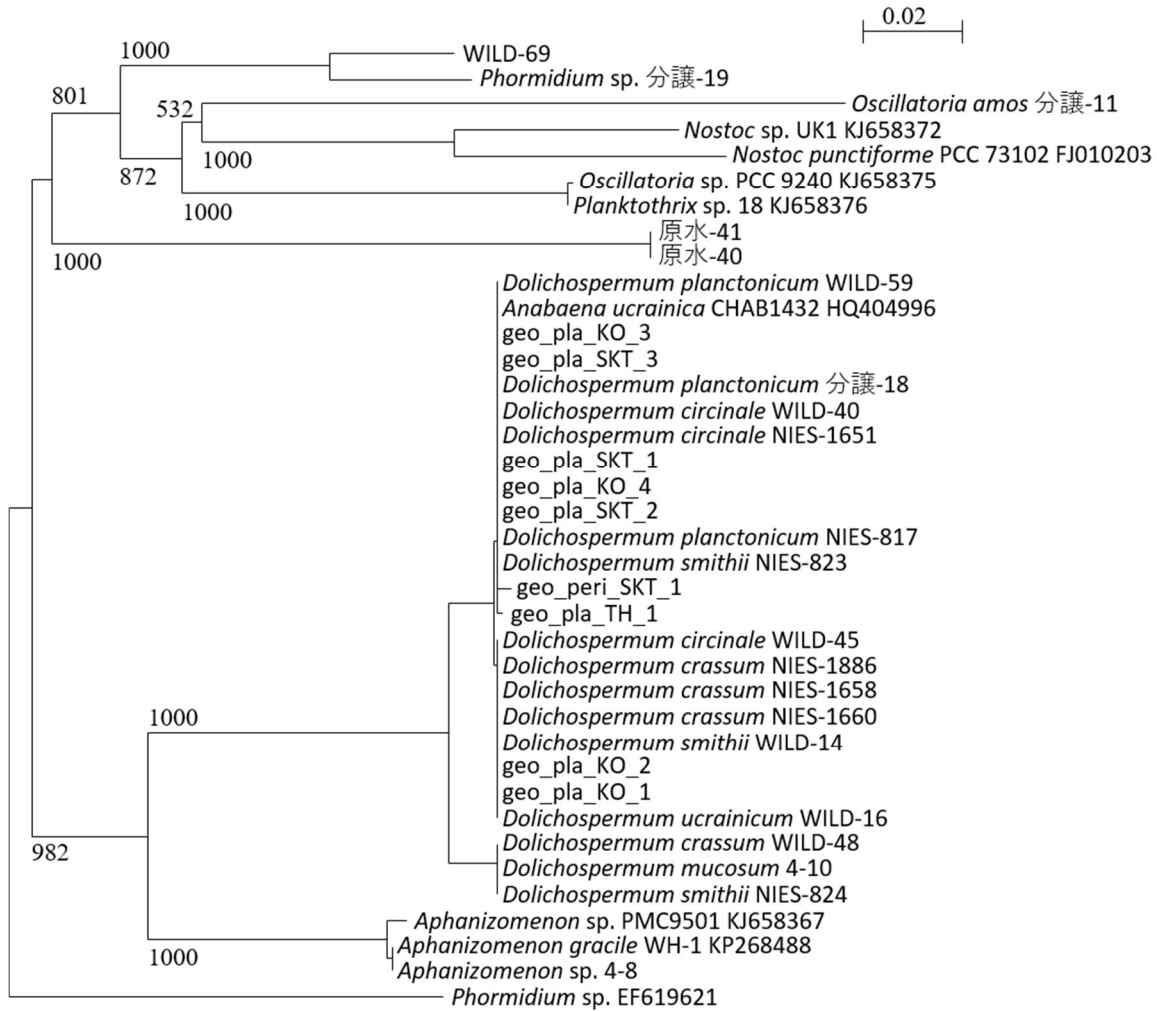 0.02
1000
WILD-69
Phormidium sp. 分譲-19
801
532
Oscillatoria amos 分譲-11
Nostoc sp. UK1 KJ658372
1000
Nostoc punctiforme PCC 73102 FJ010203
872
Oscillatoria sp. PCC 9240 KJ658375
Planktothrix sp. 18 KJ658376
1000
原水-41
原水-40
1000
Dolichospermum planctonicum WILD-59
Anabaena ucrainica CHAB1432 HQ404996
geo_pla_KO_3
geo_pla_SKT_3
Dolichospermum planctonicum 分譲-18
Dolichospermum circinale WILD-40
Dolichospermum circinale NIES-1651
geo_pla_SKT_1
geo_pla_KO_4
geo_pla_SKT_2
Dolichospermum planctonicum NIES-817
Dolichospermum smithii NIES-823
geo_peri_SKT_1
geo_pla_TH_1
Dolichospermum circinale WILD-45
Dolichospermum crassum NIES-1886
Dolichospermum crassum NIES-1658
1000
Dolichospermum crassum NIES-1660
Dolichospermum smithii WILD-14
geo_pla_KO_2
geo_pla_KO_1
Dolichospermum ucrainicum WILD-16
Dolichospermum crassum WILD-48
982
Dolichospermum mucosum 4-10
Dolichospermum smithii NIES-824
Aphanizomenon sp. PMC9501 KJ658367
Aphanizomenon gracile WH-1 KP268488
1000
Aphanizomenon sp. 4-8
Phormidium sp. EF619621